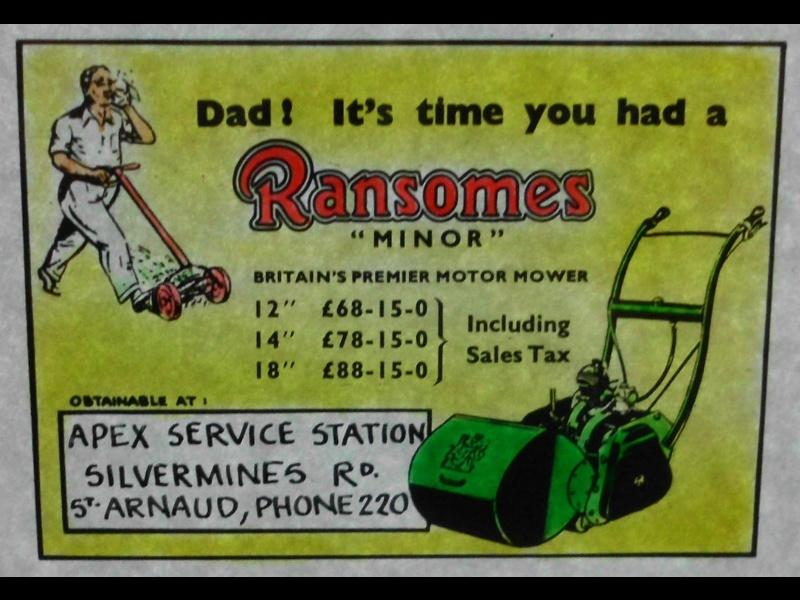 Dad! It's time you had a
Ransomes
"MINOR"
BRITAIN'S PREMIER MOTOR MOWER
12" £68-15-0
14" £78-15-0
18" £88-15-0
Including
Sales Tax
OBTAINABLE AT:
APEX SERVICE STATION
SILVERMINES RD.
ST. ARNAUD, PHONE 220